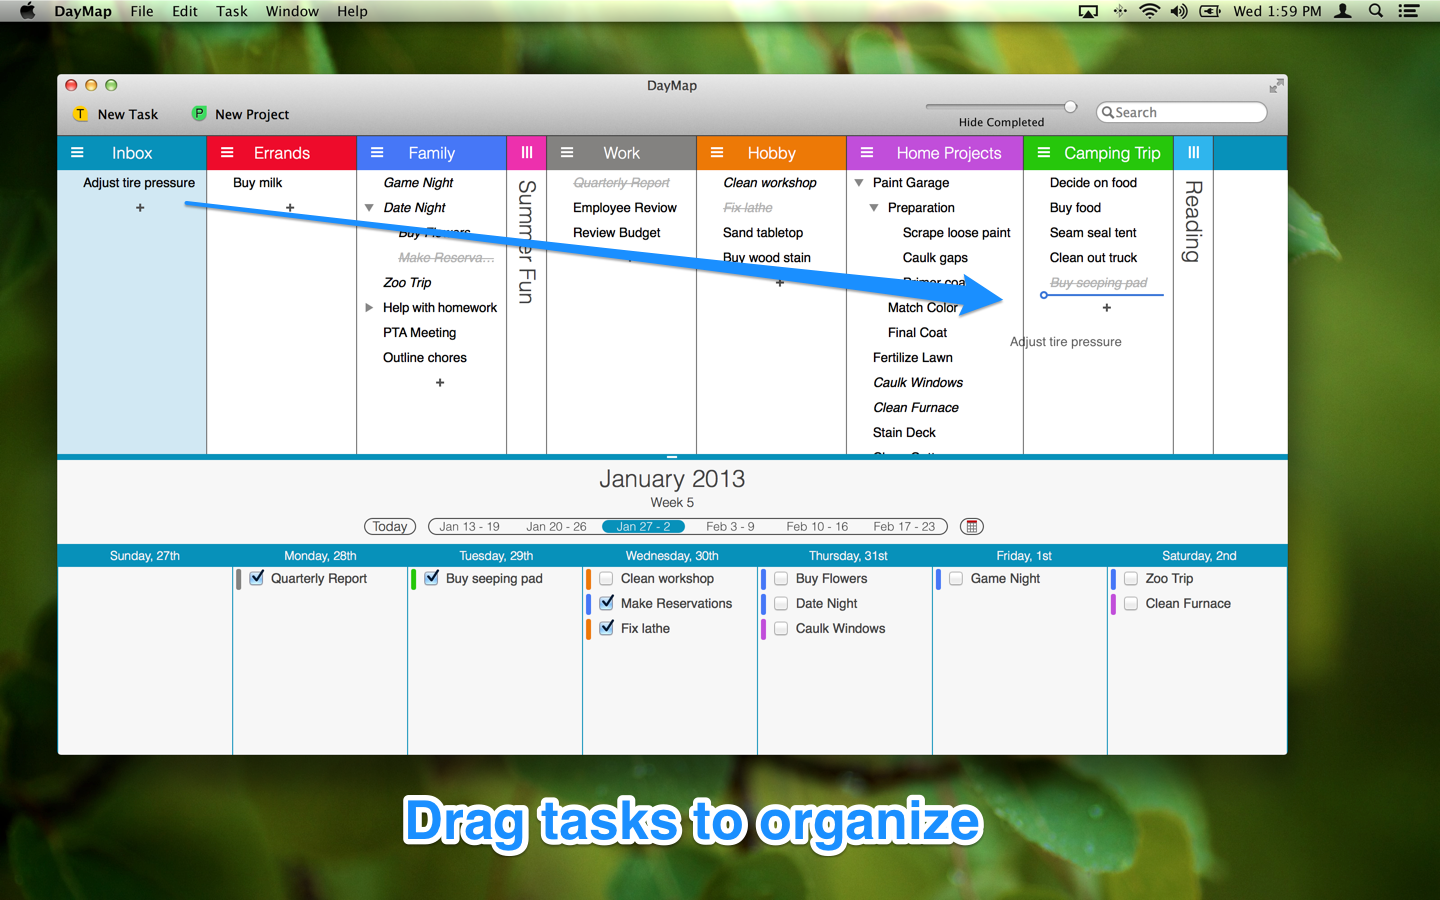 DayMap File Edit Task Window Help Wed 1:59 PM
DayMap
T New Task P New Project Hide Completed Search
Inbox Errands Family Work Hobby Home Projects Camping Trip
Adjust tire pressure
+
Buy milk
+
Game Night
Date Night
Buy Flowers
Make Reserva...
Zoo Trip
Help with homework
PTA Meeting
Outline chores
+
Summer Fun
Quarterly Report
Employee Review
Review Budget
Clean workshop
Fix lathe
Sand tabletop
Buy wood stain
+
Paint Garage
Preparation
Scrape loose paint
Caulk gaps
Primer coa
Match Color
Final Coat
Fertilize Lawn
Caulk Windows
Clean Furnace
Stain Deck
Decide on food
Buy food
Seam seal tent
Clean out truck
Buy seeping pad
+
Adjust tire pressure
Reading
January 2013
Week 5
Today Jan 13 - 19 Jan 20 - 26 Jan 27 - 2 Feb 3 - 9 Feb 10 - 16 Feb 17 - 23
Sunday, 27th Monday, 28th Tuesday, 29th Wednesday, 30th Thursday, 31st Friday, 1st Saturday, 2nd
Quarterly Report Buy seeping pad Clean workshop Buy Flowers Game Night Zoo Trip
Make Reservations Date Night Clean Furnace
Fix lathe Caulk Windows
Drag tasks to organize